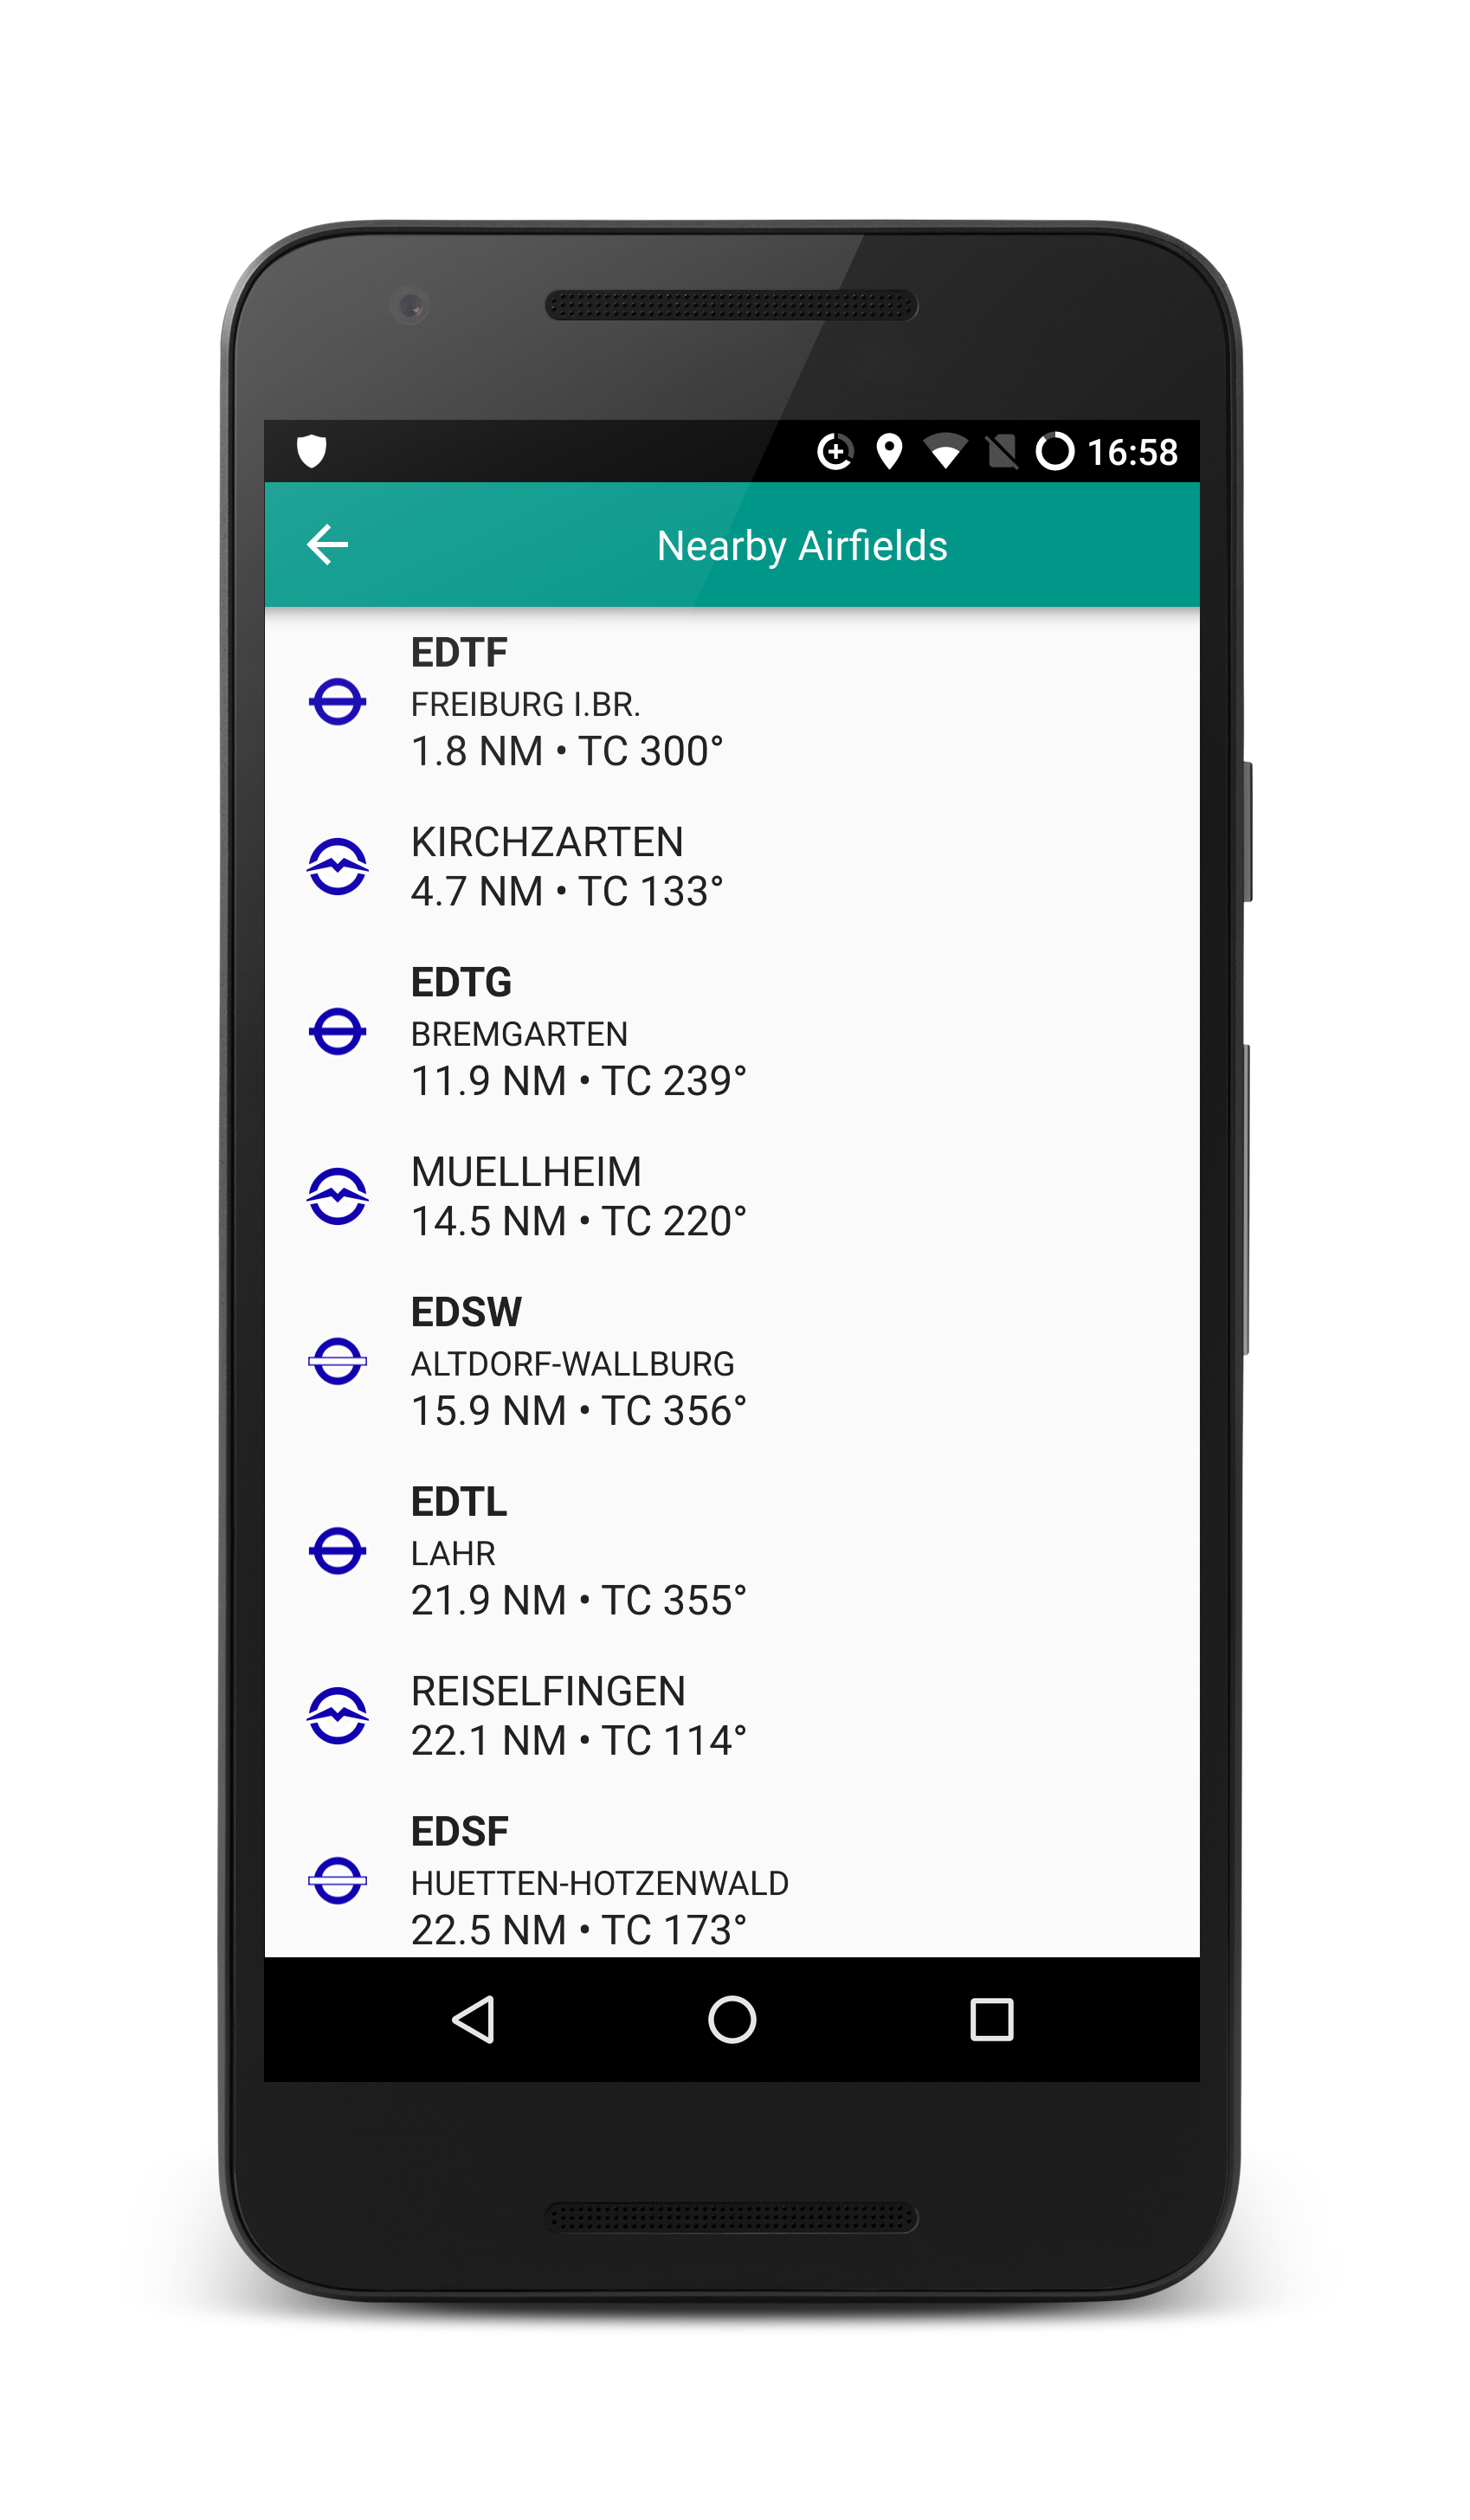 16:58
Nearby Airfields
EDTF
FREIBURG I.BR.
1.8 NM • TC 300°
KIRCHZARTEN
4.7 NM • TC 133°
EDTG
BREMGARTEN
11.9 NM • TC 239°
MUELLHEIM
14.5 NM • TC 220°
EDSW
ALTDORF-WALLBURG
15.9 NM • TC 356°
EDTL
LAHR
21.9 NM • TC 355°
REISELFINGEN
22.1 NM • TC 114°
EDSF
HUETTEN-HOTZENWALD
22.5 NM • TC 173°